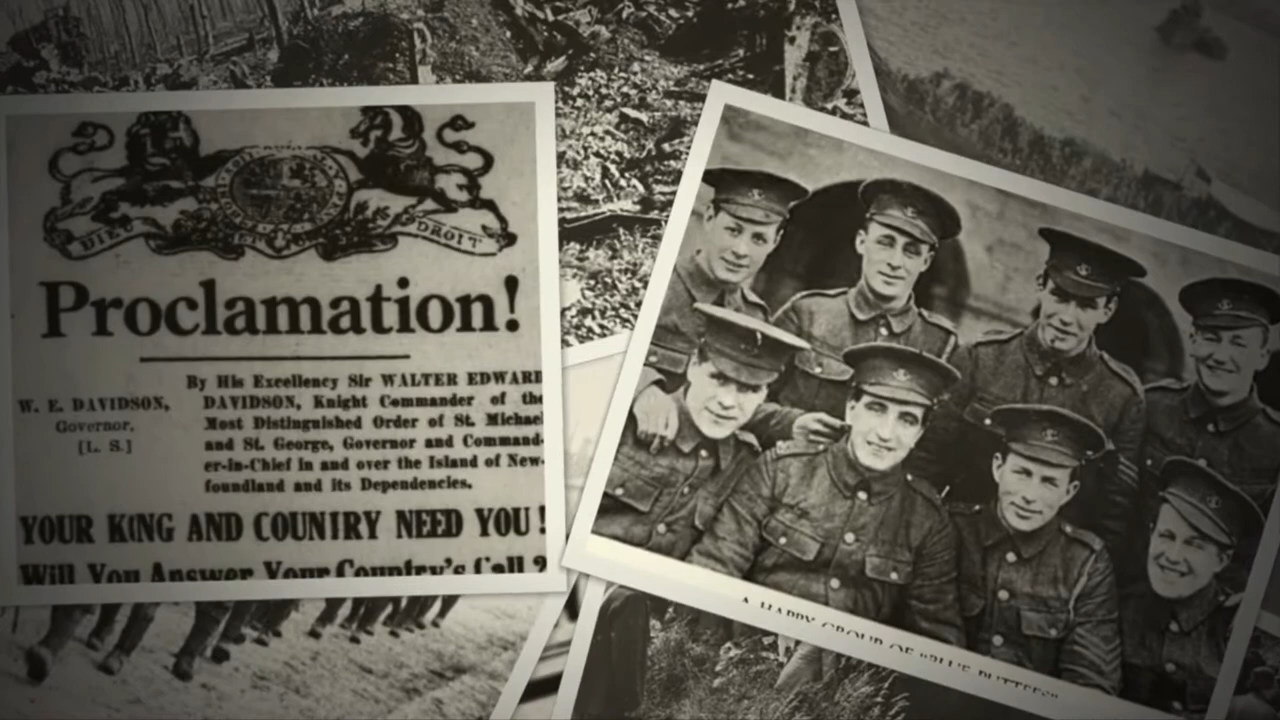 DIEU ET DROIT
Proclamation!
W. E. DAVIDSON,
Governor,
[L. S.]
By His Excellency Sir WALTER EDWARD
DAVIDSON, Knight Commander of the
Most Distinguished Order of St. Michael
and St. George, Governor and Command-
er-in-Chief in and over the Island of New-
foundland and its Dependencies.
YOUR KING AND COUNTRY NEED YOU!
Will You Answer Your Country's Call?
A HAPPY GROUP OF "BLUE PUTTEES"